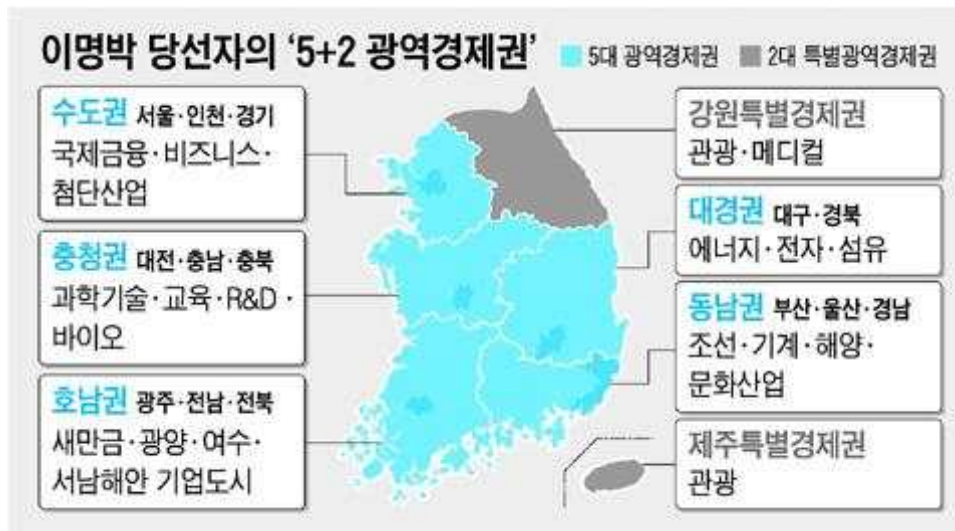 이명박 당선자의 '5+2 광역경제권'
5대 광역경제권 2대 특별광역경제권
수도권 서울·인천·경기
국제금융·비즈니스·
첨단산업
충청권 대전·충남·충북
과학기술·교육·R&D·
바이오
호남권 광주·전남·전북
새만금·광양·여수·
서남해안 기업도시
강원특별경제권
관광·메디컬
대경권 대구·경북
에너지·전자·섬유
동남권 부산·울산·경남
조선·기계·해양·
문화산업
제주특별경제권
관광